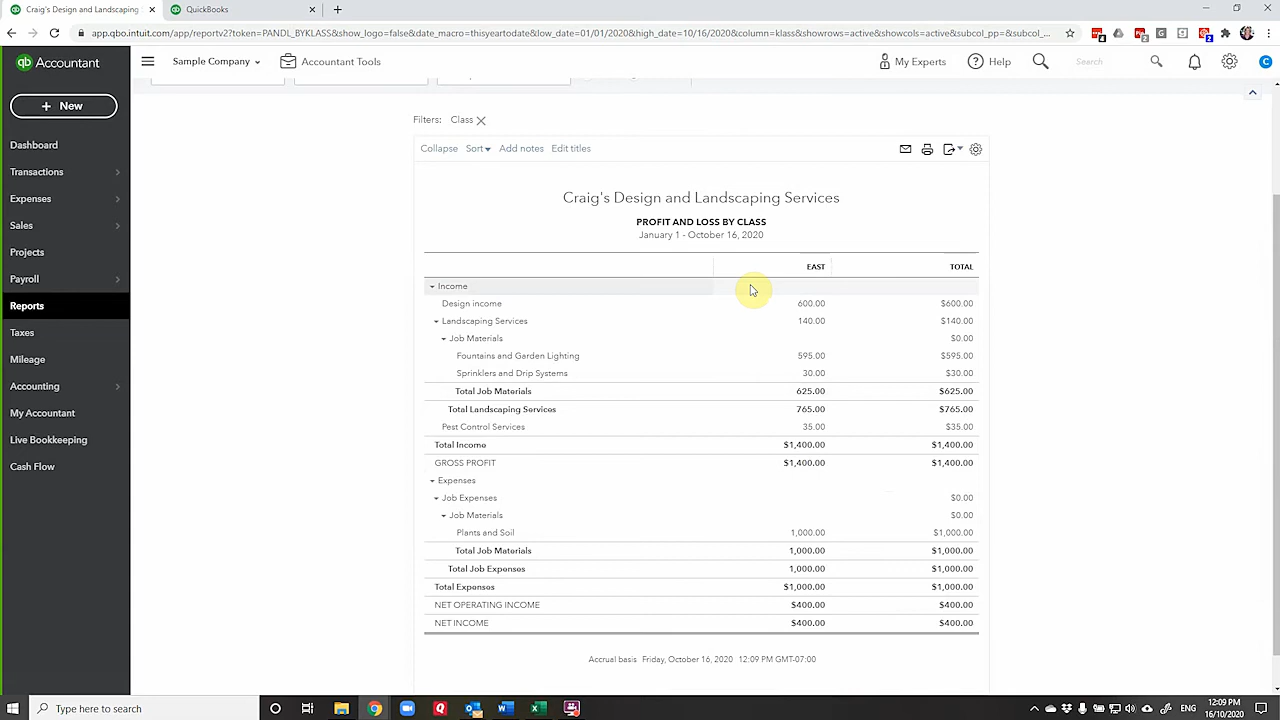 Craig's Design and Landscaping
QuickBooks
app.qbo.intuit.com/app/reportv2?token=PANDL_BYKLASS&show_logo=false&date_macro=thisyeartodate&low_date=01/01/2020&high_date=10/16/2020&column=klass&showrows=active&showcols=active&subcol_pp=&subcol_...
qb Accountant
Sample Company
Accountant Tools
My Experts
Help
Search
+ New
Dashboard
Transactions
Expenses
Sales
Projects
Payroll
Reports
Taxes
Mileage
Accounting
My Accountant
Live Bookkeeping
Cash Flow
Filters: Class
Collapse Sort Add notes Edit titles
Craig's Design and Landscaping Services
PROFIT AND LOSS BY CLASS
January 1 - October 16, 2020
EAST TOTAL
Income
Design income 600.00 $600.00
Landscaping Services 140.00 $140.00
Job Materials $0.00
Fountains and Garden Lighting 595.00 $595.00
Sprinklers and Drip Systems 30.00 $30.00
Total Job Materials 625.00 $625.00
Total Landscaping Services 765.00 $765.00
Pest Control Services 35.00 $35.00
Total Income $1,400.00 $1,400.00
GROSS PROFIT $1,400.00 $1,400.00
Expenses
Job Expenses $0.00
Job Materials $0.00
Plants and Soil 1,000.00 $1,000.00
Total Job Materials 1,000.00 $1,000.00
Total Job Expenses 1,000.00 $1,000.00
Total Expenses $1,000.00 $1,000.00
NET OPERATING INCOME $400.00 $400.00
NET INCOME $400.00 $400.00
Accrual basis Friday, October 16, 2020 12:09 PM GMT-07:00
Type here to search
12:09 PM
16/10/2020